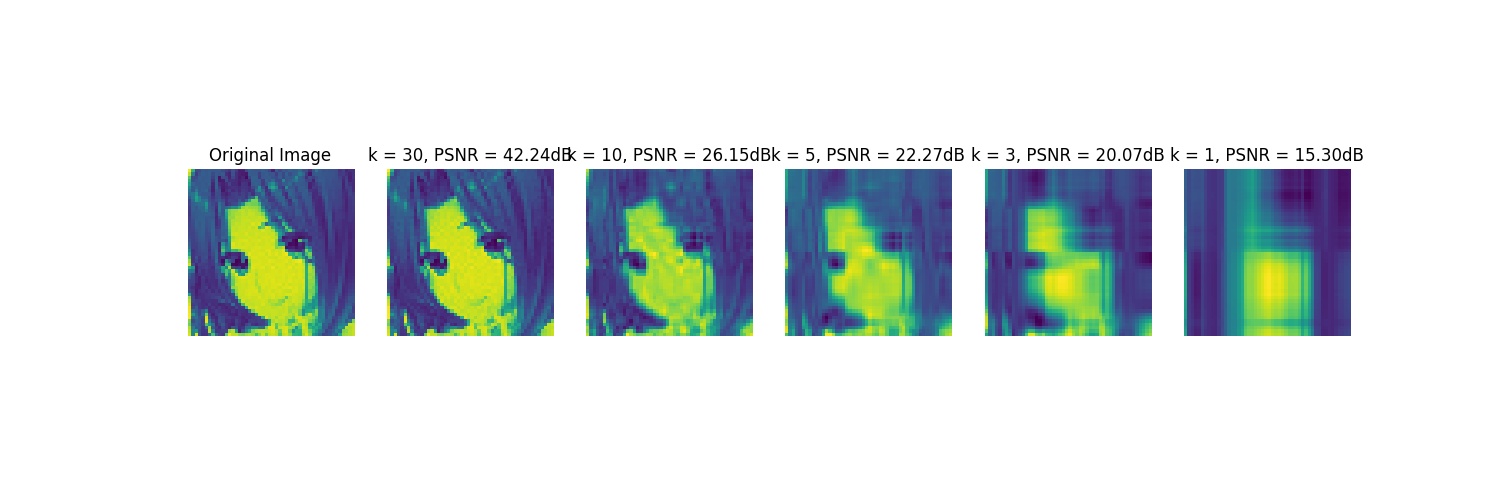 Original Image
k = 30, PSNR = 42.24dB
k = 10, PSNR = 26.15dB
k = 5, PSNR = 22.27dB
k = 3, PSNR = 20.07dB
k = 1, PSNR = 15.30dB